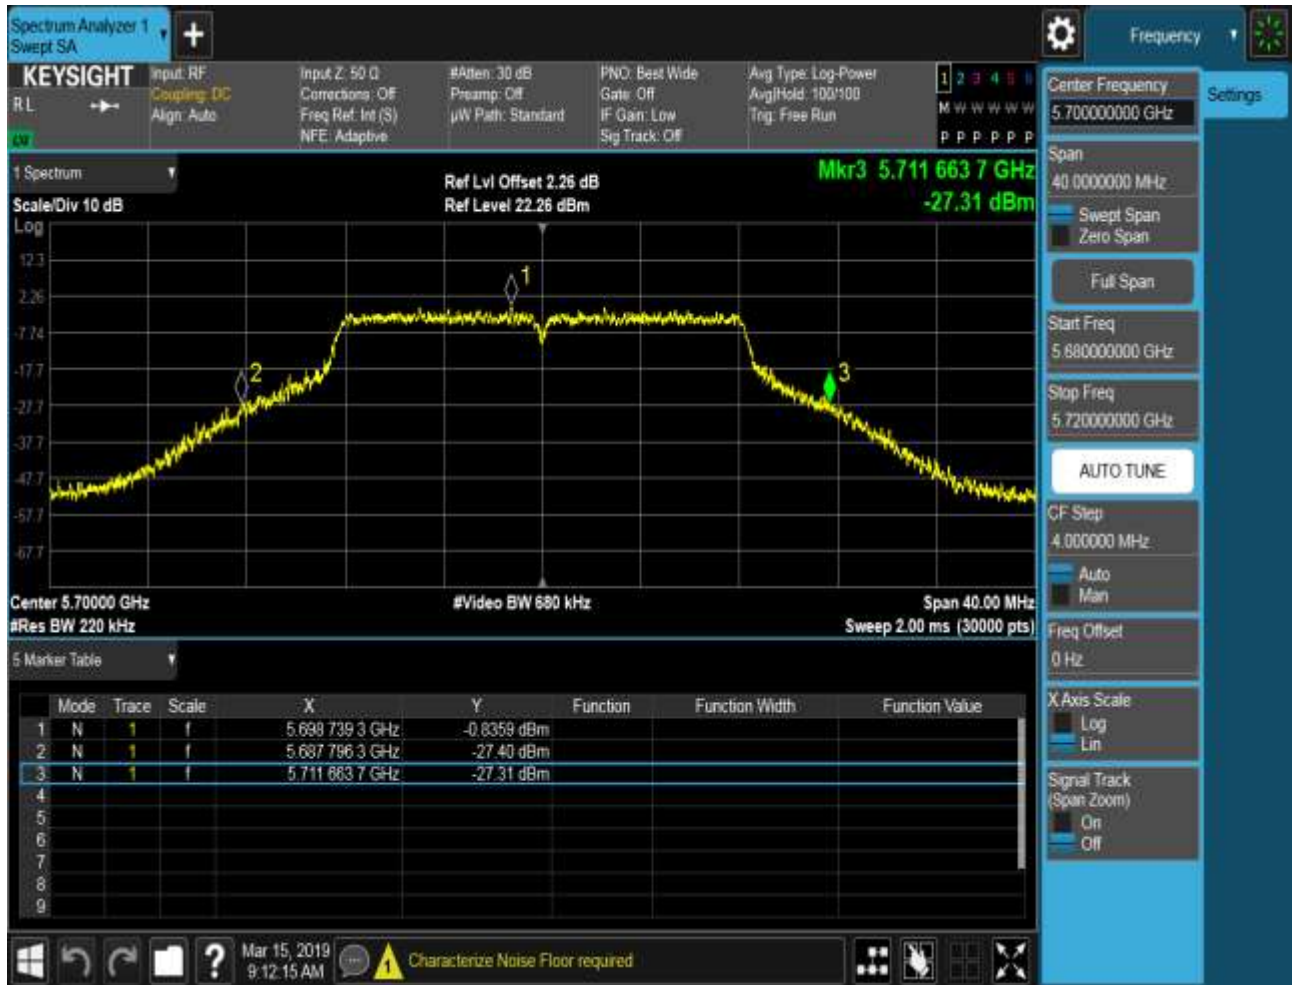 Spectrum Analyzer 1
Swept SA
+
Frequency
KEYSIGHT
RL
Input: RF
Coupling: DC
Align: Auto
Input Z: 50 Ω
Corrections: Off
Freq Ref: Int (S)
NFE: Adaptive
#Atten: 30 dB
Preamp: Off
µW Path: Standard
PNO: Best Wide
Gate: Off
IF Gain: Low
Sig Track: Off
Avg Type: Log-Power
Avg|Hold: 100/100
Trig: Free Run
1 2 3 4 5 6
M W W W W W
P P P P P P
1 Spectrum
Scale/Div 10 dB
Ref Lvl Offset 2.26 dB
Ref Level 22.26 dBm
Mkr3 5.711 663 7 GHz
-27.31 dBm
Log
12.3
2.26
-7.74
-17.7
-27.7
-37.7
-47.7
-57.7
-67.7
1
2
3
Center 5.70000 GHz
#Res BW 220 kHz
#Video BW 680 kHz
Span 40.00 MHz
Sweep 2.00 ms (30000 pts)
5 Marker Table
Mode Trace Scale X Y Function Function Width Function Value
1 N 1 f 5.698 739 3 GHz -0.8359 dBm
2 N 1 f 5.687 796 3 GHz -27.40 dBm
3 N 1 f 5.711 663 7 GHz -27.31 dBm
4
5
6
7
8
9
Mar 15, 2019
9:12:15 AM
Characterize Noise Floor required
Center Frequency
5.700000000 GHz
Settings
Span
40.0000000 MHz
Swept Span
Zero Span
Full Span
Start Freq
5.680000000 GHz
Stop Freq
5.720000000 GHz
AUTO TUNE
CF Step
4.000000 MHz
Auto
Man
Freq Offset
0 Hz
X Axis Scale
Log
Lin
Signal Track
(Span Zoom)
On
Off